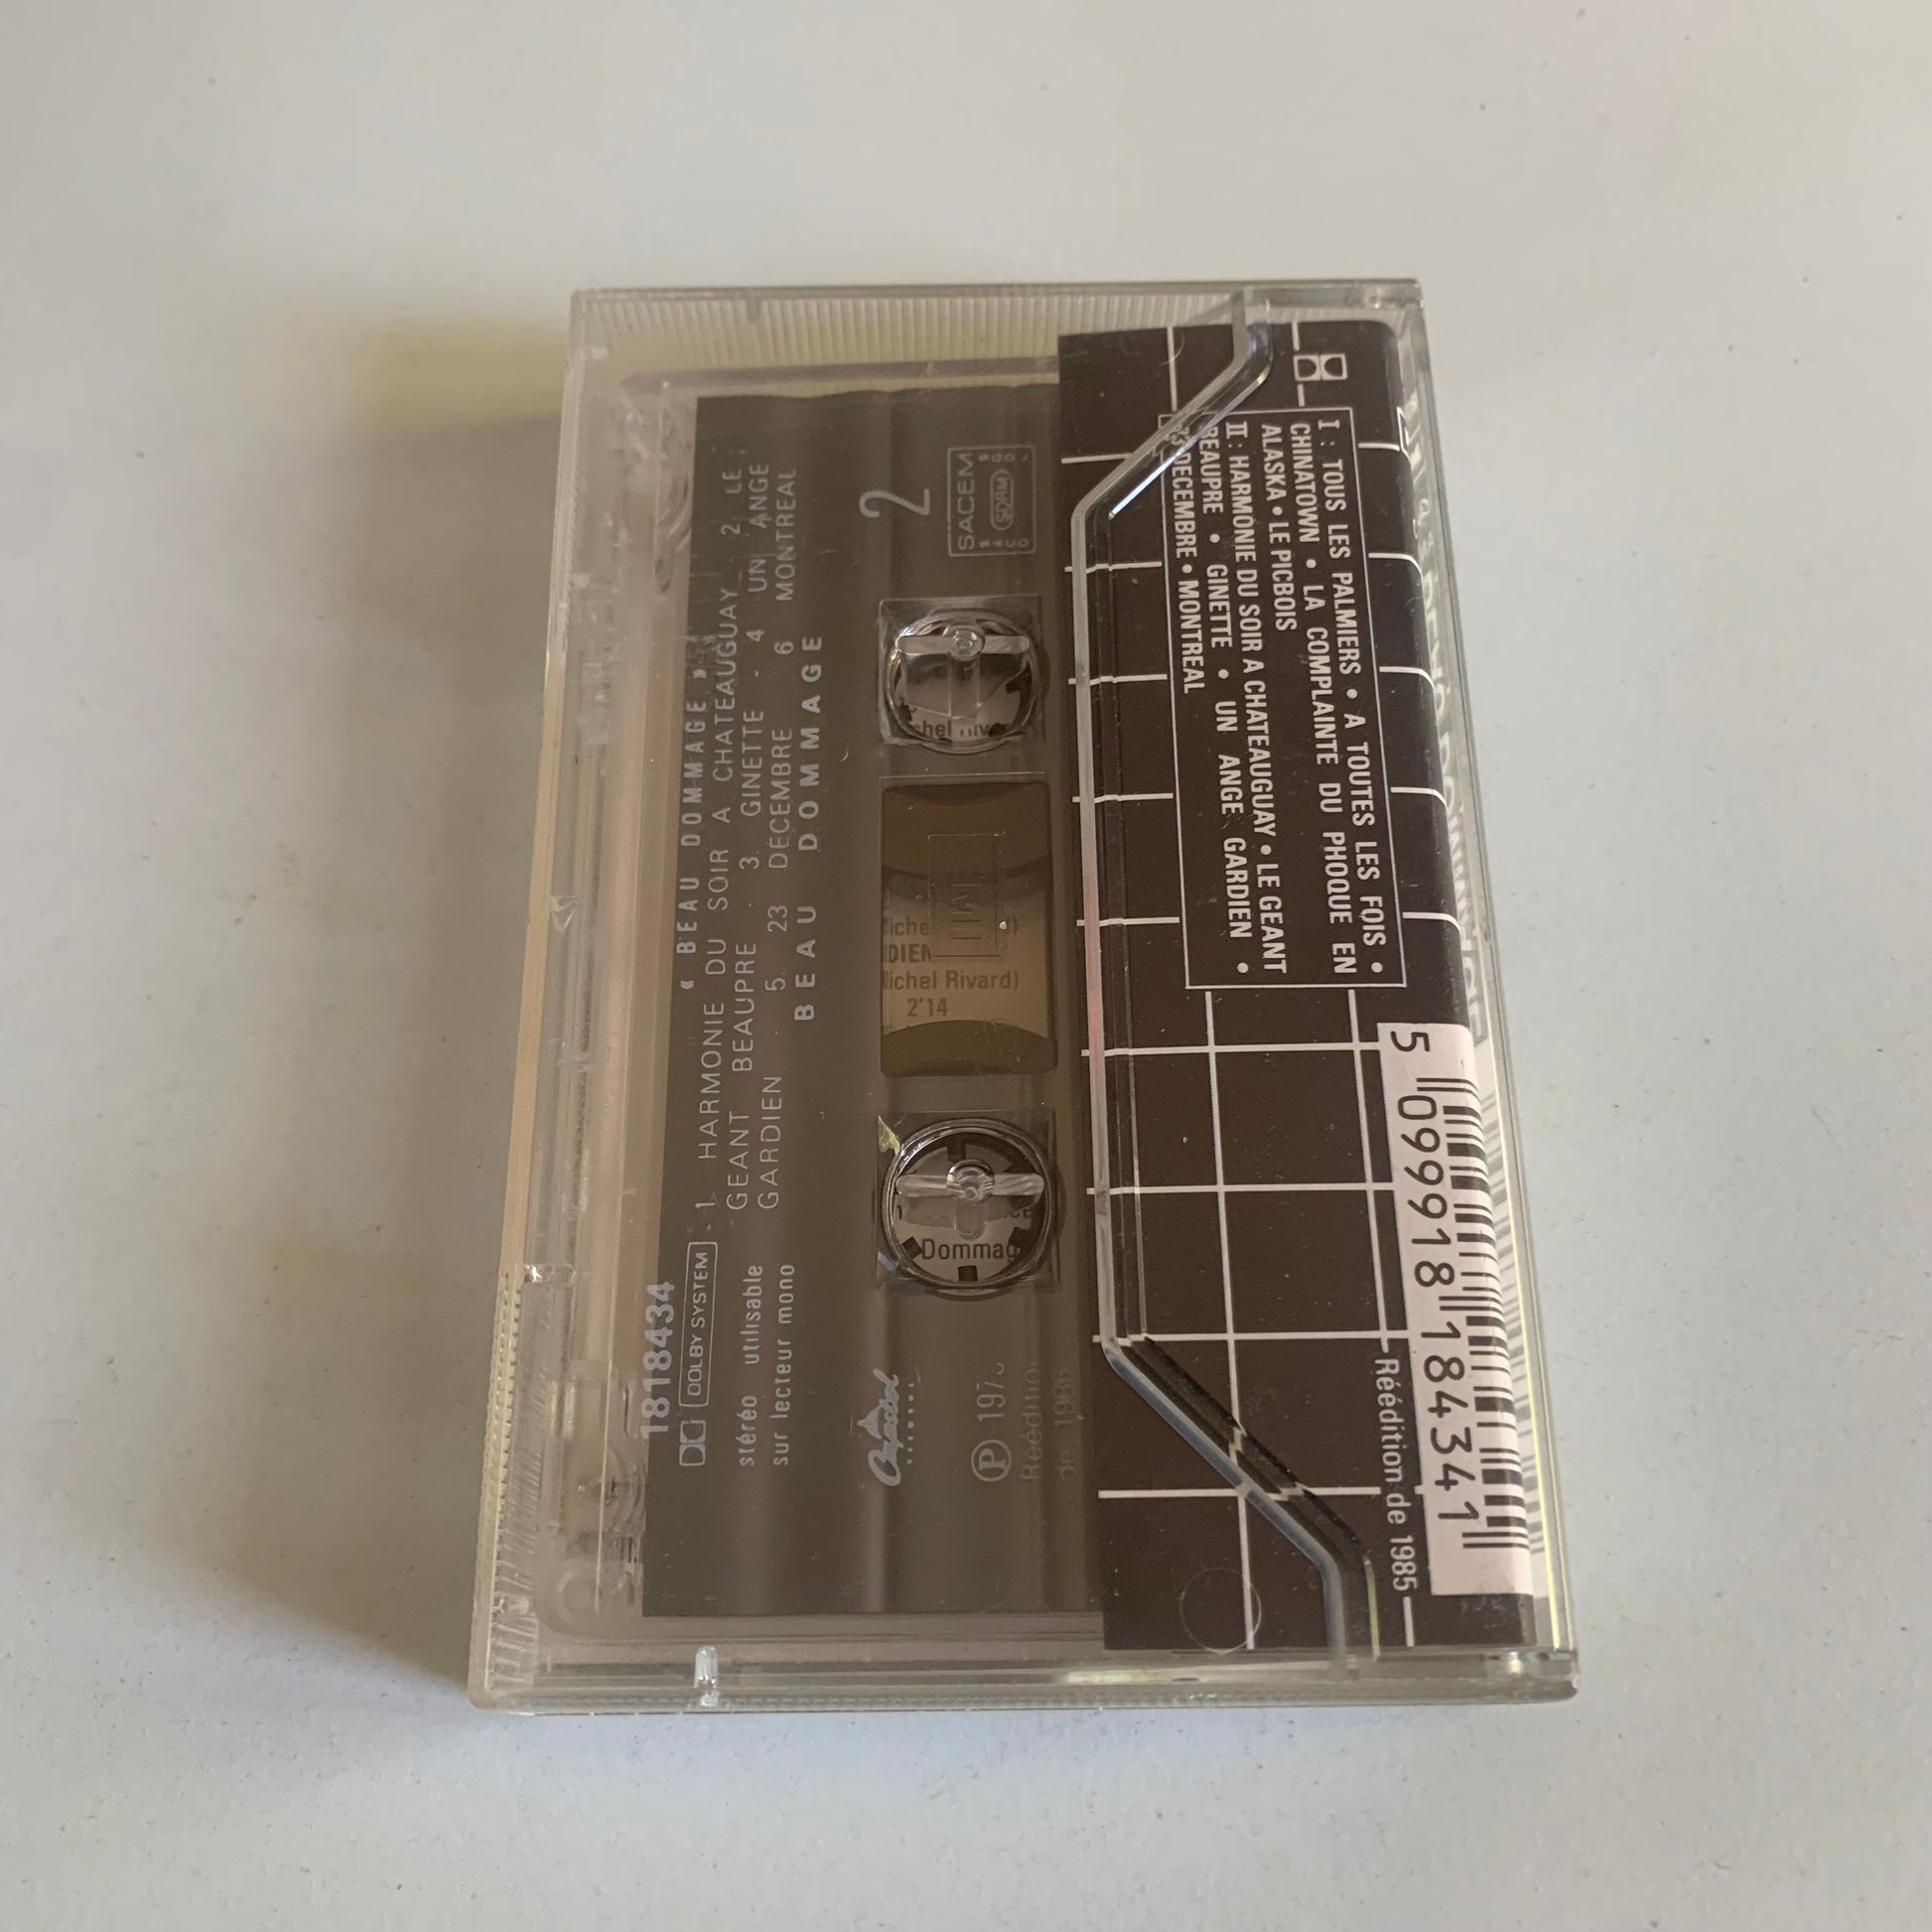 I : TOUS LES PALMIERS • A TOUTES LES FOIS •
CHINATOWN • LA COMPLAINTE DU PHOQUE EN
ALASKA • LE PICBOIS
II : HARMONIE DU SOIR A CHATEAUGUAY • LE GEANT
BEAUPRE • GINETTE • UN ANGE GARDIEN •
23 DECEMBRE • MONTREAL
5 099918 184341
Réédition de 1985
1818434
DOLBY SYSTEM
stéréo utilisable
sur lecteur mono
« BEAU DOMMAGE »
1. HARMONIE DU SOIR A CHATEAUGUAY - 2. LE
GEANT BEAUPRE - 3. GINETTE - 4 UN ANGE
GARDIEN - 5. 23 DECEMBRE 6 MONTREAL
BEAU DOMMAGE
2
SACEM
SDRM
Capitol
Ⓟ
de
Michel Rivard)
2'14